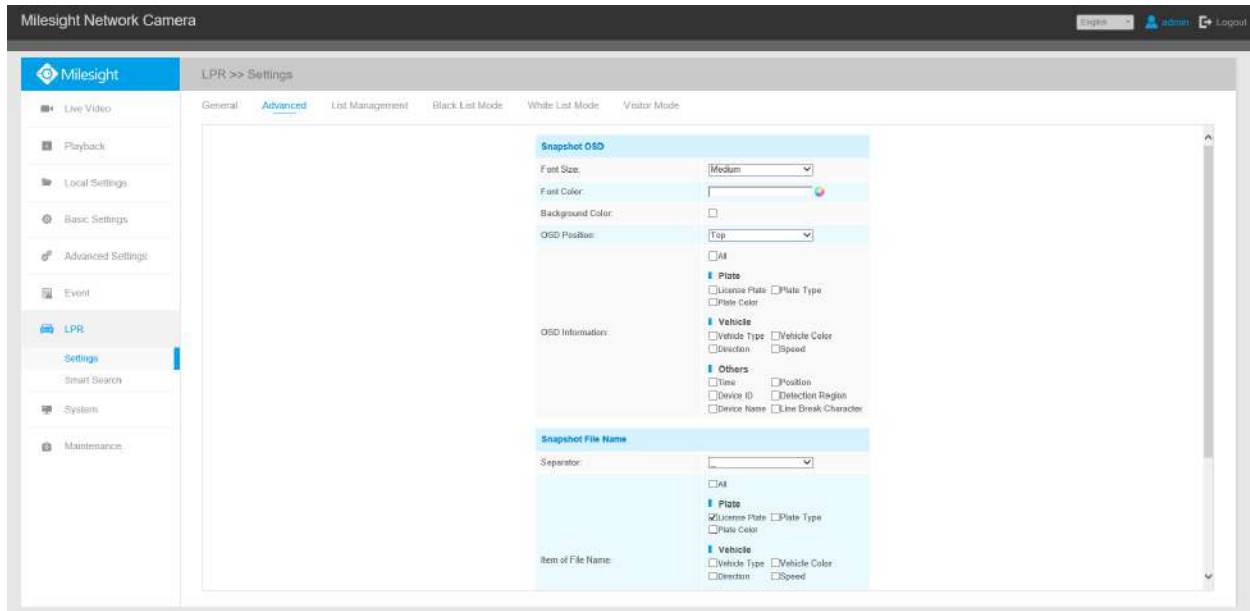 Milesight Network Camera
English
admin
Logout
Milesight
LPR >> Settings
Live Video
Playback
Local Settings
Basic Settings
Advanced Settings
Event
LPR
Settings
Smart Search
System
Maintenance
General Advanced List Management Black List Mode White List Mode Visitor Mode
Snapshot OSD
Font Size: Medium
Font Color:
Background Color:
OSD Position: Top
OSD Information:
All
Plate
License Plate Plate Type
Plate Color
Vehicle
Vehicle Type Vehicle Color
Direction Speed
Others
Time Position
Device ID Detection Region
Device Name Line Break Character
Snapshot File Name
Separator: _
Item of File Name:
All
Plate
License Plate Plate Type
Plate Color
Vehicle
Vehicle Type Vehicle Color
Direction Speed